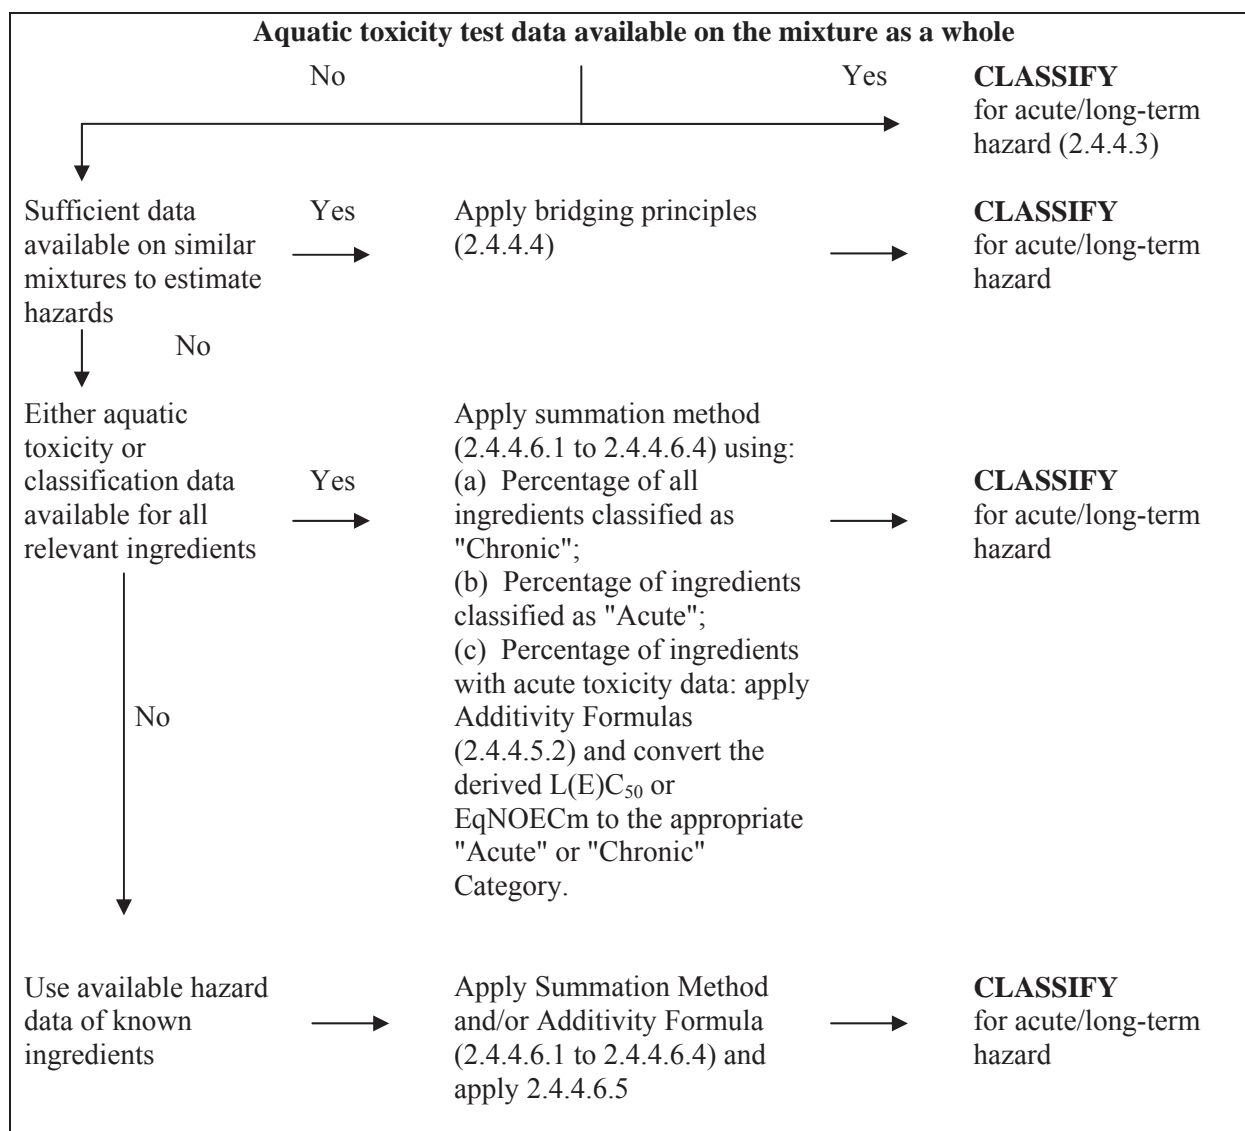 Aquatic toxicity test data available on the mixture as a whole
No
Yes
CLASSIFY
for acute/long-term
hazard (2.4.4.3)
Sufficient data
available on similar
mixtures to estimate
hazards
Yes
Apply bridging principles
(2.4.4.4)
CLASSIFY
for acute/long-term
hazard
No
Either aquatic
toxicity or
classification data
available for all
relevant ingredients
Yes
Apply summation method
(2.4.4.6.1 to 2.4.4.6.4) using:
(a) Percentage of all
ingredients classified as
"Chronic";
(b) Percentage of ingredients
classified as "Acute";
(c) Percentage of ingredients
with acute toxicity data: apply
Additivity Formulas
(2.4.4.5.2) and convert the
derived L(E)C50 or
EqNOECm to the appropriate
"Acute" or "Chronic"
Category.
CLASSIFY
for acute/long-term
hazard
No
Use available hazard
data of known
ingredients
Apply Summation Method
and/or Additivity Formula
(2.4.4.6.1 to 2.4.4.6.4) and
apply 2.4.4.6.5
CLASSIFY
for acute/long-term
hazard